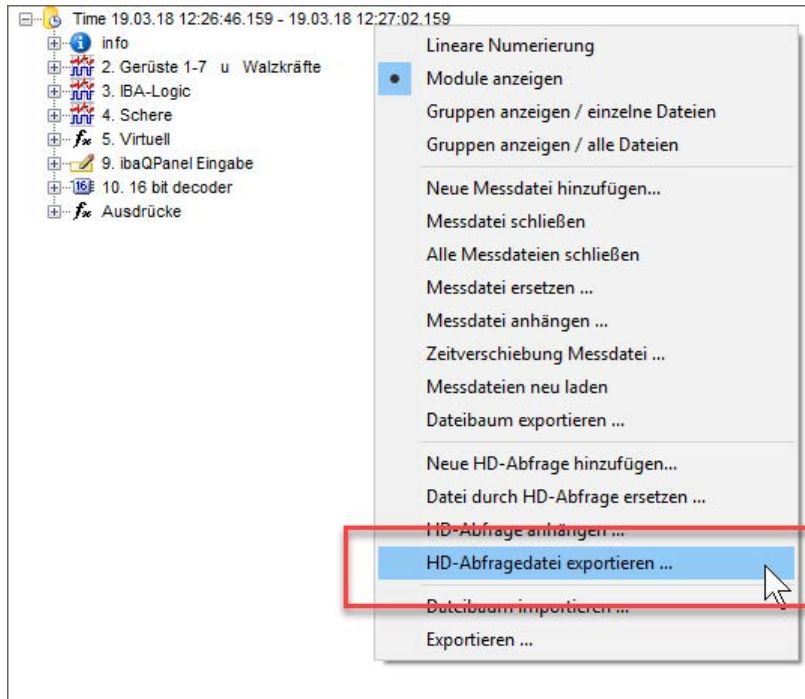 Time 19.03.18 12:26:46.159 - 19.03.18 12:27:02.159
info
2. Gerüste 1-7 u Walzkräfte
3. IBA-Logic
4. Schere
fx 5. Virtuell
9. ibaQPanel Eingabe
16 10. 16 bit decoder
fx Ausdrücke
Lineare Numerierung
Module anzeigen
Gruppen anzeigen / einzelne Dateien
Gruppen anzeigen / alle Dateien
Neue Messdatei hinzufügen...
Messdatei schließen
Alle Messdateien schließen
Messdatei ersetzen ...
Messdatei anhängen ...
Zeitverschiebung Messdatei ...
Messdateien neu laden
Dateibaum exportieren ...
Neue HD-Abfrage hinzufügen...
Datei durch HD-Abfrage ersetzen ...
HD-Abfrage anhängen ...
HD-Abfragedatei exportieren ...
Dateibaum importieren ...
Exportieren ...